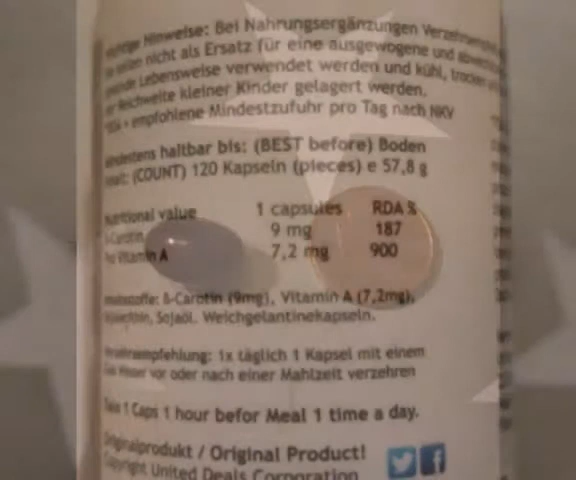 Hinweise: Bei Nahrungsergänzungen
nicht als Ersatz für eine ausgewogene und
Lebensweise verwendet werden und kühl, trocken
Reichweite kleiner Kinder gelagert werden.
empfohlene Mindestzufuhr pro Tag nach NKV
haltbar bis: (BEST before) Boden
(COUNT) 120 Kapseln (pieces) e 57,8 g
value 1 capsules RDA %
9 mg 187
Vitamin A 7,2 mg 900
ß-Carotin (9mg), Vitamin A (7,2mg),
Sojaöl. Weichgelantinekapseln.
1x täglich 1 Kapsel mit einem
vor oder nach einer Mahlzeit verzehren
1 Caps 1 hour befor Meal 1 time a day.
Originalprodukt / Original Product!
Copyright United Deals Corporation